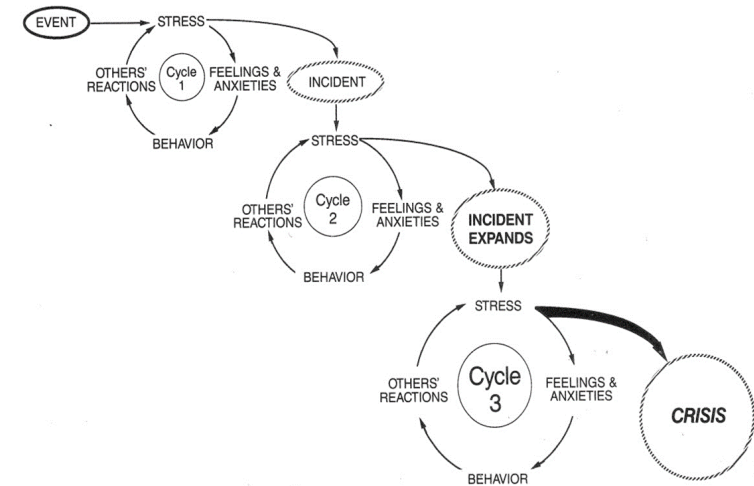 EVENT
STRESS
OTHERS'
REACTIONS
Cycle
1
FEELINGS &
ANXIETIES
BEHAVIOR
INCIDENT
STRESS
OTHERS'
REACTIONS
Cycle
2
FEELINGS &
ANXIETIES
BEHAVIOR
INCIDENT
EXPANDS
STRESS
OTHERS'
REACTIONS
Cycle
3
FEELINGS &
ANXIETIES
BEHAVIOR
CRISIS